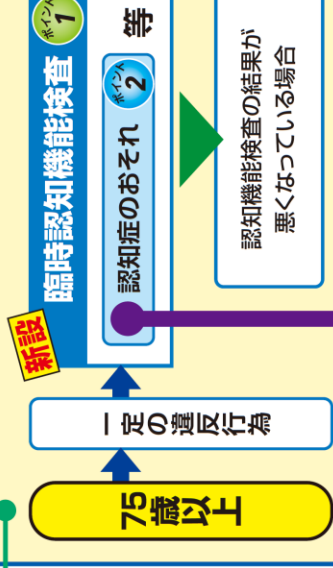 75歳以上
一定の違反行為
新設
臨時認知機能検査
ポイント
1
認知症のおそれ
ポイント
2
等
認知機能検査の結果が
悪くなっている場合